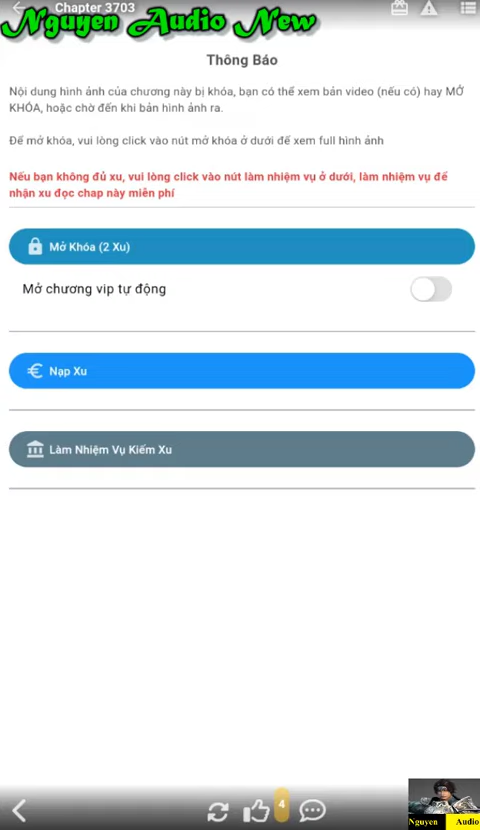 Chapter 3703
Nguyen Audio New
Thông Báo
Nội dung hình ảnh của chương này bị khóa, bạn có thể xem bản video (nếu có) hay MỞ
KHÓA, hoặc chờ đến khi bản hình ảnh ra.
Để mở khóa, vui lòng click vào nút mở khóa ở dưới để xem full hình ảnh
Nếu bạn không đủ xu, vui lòng click vào nút làm nhiệm vụ ở dưới, làm nhiệm vụ để
nhận xu đọc chap này miễn phí
Mở Khóa (2 Xu)
Mở chương vip tự động
Nạp Xu
Làm Nhiệm Vụ Kiếm Xu
4
Nguyen Audio